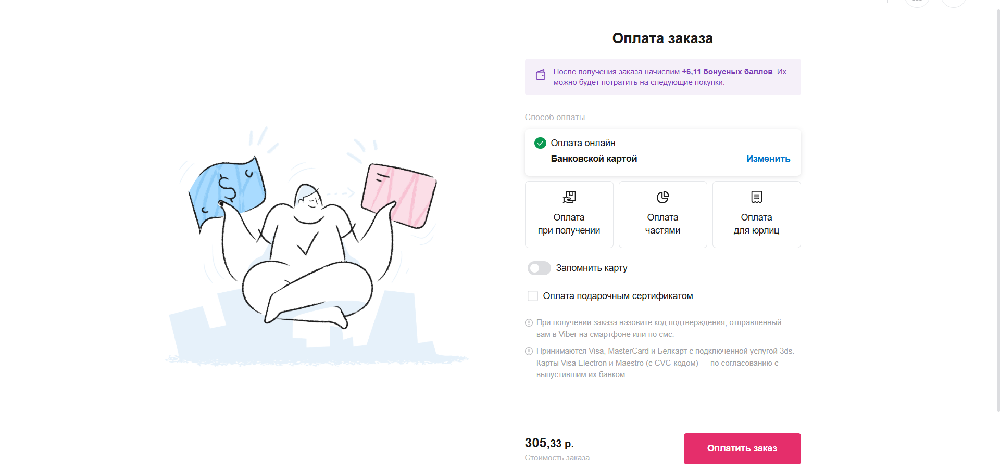 Оплата заказа
После получения заказа начислим +6,11 бонусных баллов. Их
можно будет потратить на следующие покупки.
Способ оплаты
Оплата онлайн
Банковской картой
Изменить
Оплата
при получении
Оплата
частями
Оплата
для юрлиц
Запомнить карту
Оплата подарочным сертификатом
При получении заказа назовите код подтверждения, отправленный
вам в Viber на смартфоне или по смс.
Принимаются Visa, MasterCard и Белкарт с подключенной услугой 3ds.
Карты Visa Electron и Maestro (с CVC-кодом) — по согласованию с
выпустившим их банком.
305,33 р.
Стоимость заказа
Оплатить заказ